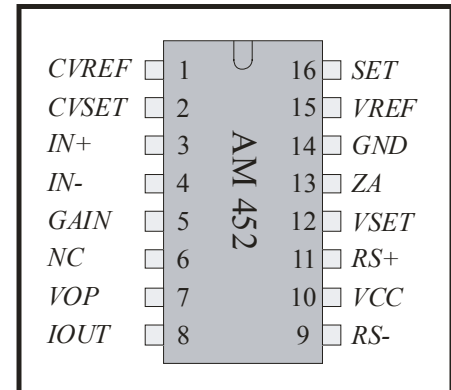 CVREF 1 16 SET
CVSET 2 15 VREF
IN+ 3 14 GND
IN- 4 13 ZA
GAIN 5 12 VSET
NC 6 11 RS+
VOP 7 10 VCC
IOUT 8 9 RS-
AM 452